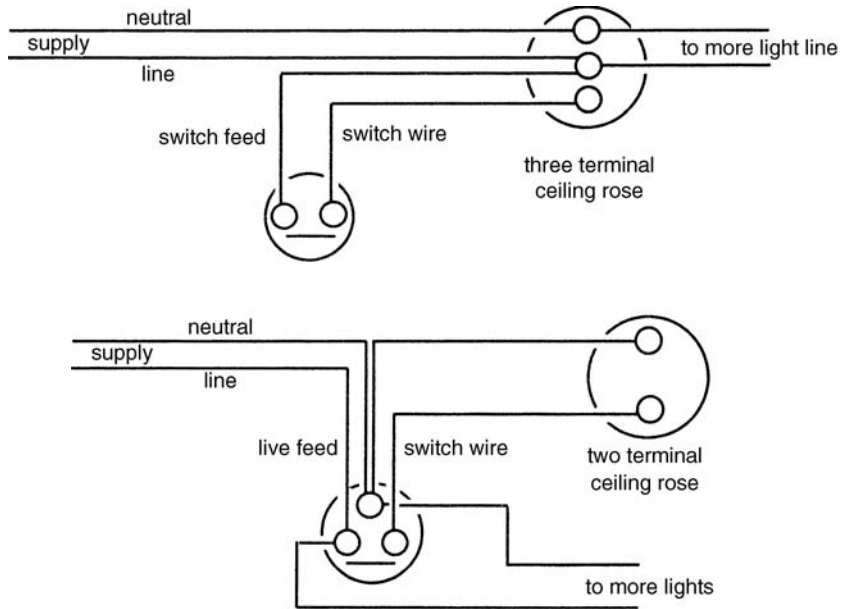 neutral
supply
line
to more light line
switch feed
switch wire
three terminal
ceiling rose
neutral
supply
line
live feed
switch wire
two terminal
ceiling rose
to more lights